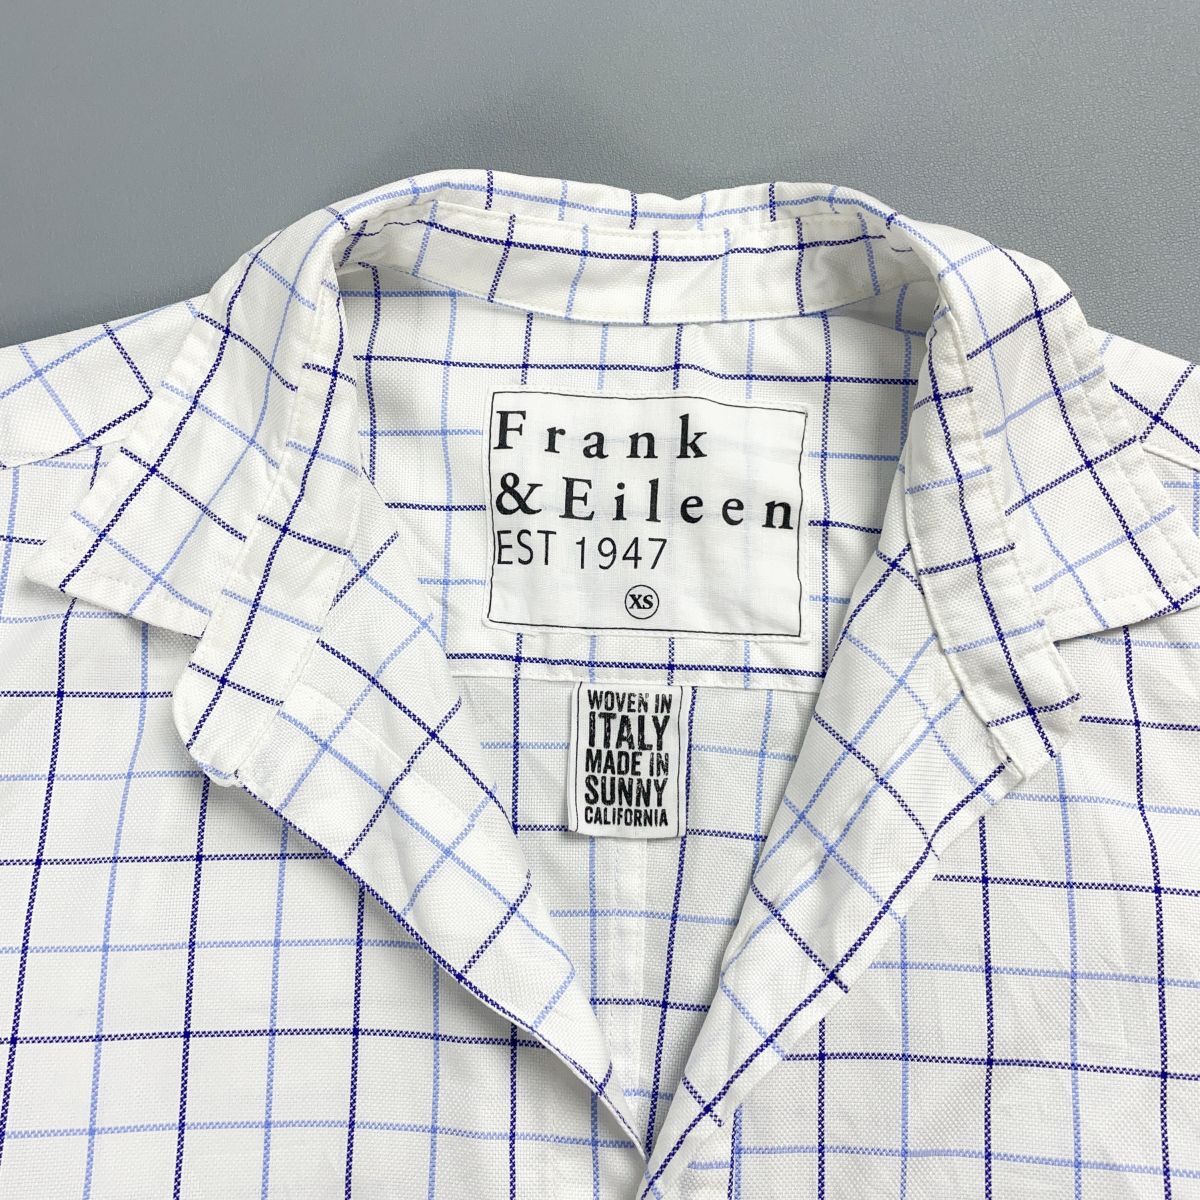 Frank
& Eileen
EST 1947
XS
WOVEN IN
ITALY
MADE IN
SUNNY
CALIFORNIA